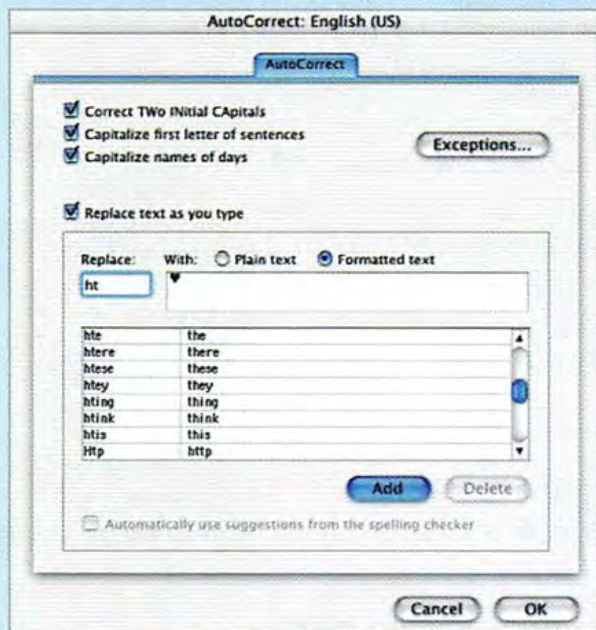 AutoCorrect: English (US)
AutoCorrect
Correct TWo INitial CApitals
Capitalize first letter of sentences
Capitalize names of days
Exceptions...
Replace text as you type
Replace: With: Plain text Formatted text
ht ♥
hte the
htere there
htese these
htey they
hting thing
htink think
htis this
Htp http
Add Delete
Automatically use suggestions from the spelling checker
Cancel OK